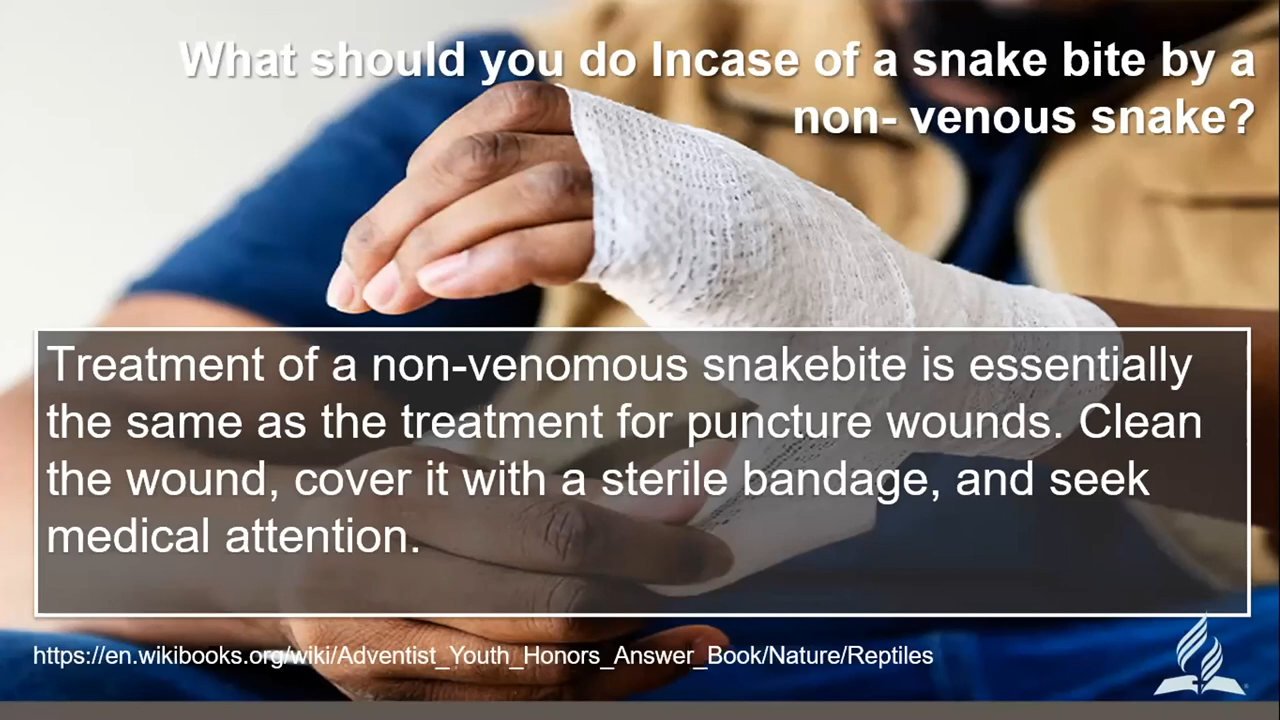 What should you do Incase of a snake bite by a
non- venous snake?
Treatment of a non-venomous snakebite is essentially
the same as the treatment for puncture wounds. Clean
the wound, cover it with a sterile bandage, and seek
medical attention.
https://en.wikibooks.org/wiki/Adventist_Youth_Honors_Answer_Book/Nature/Reptiles